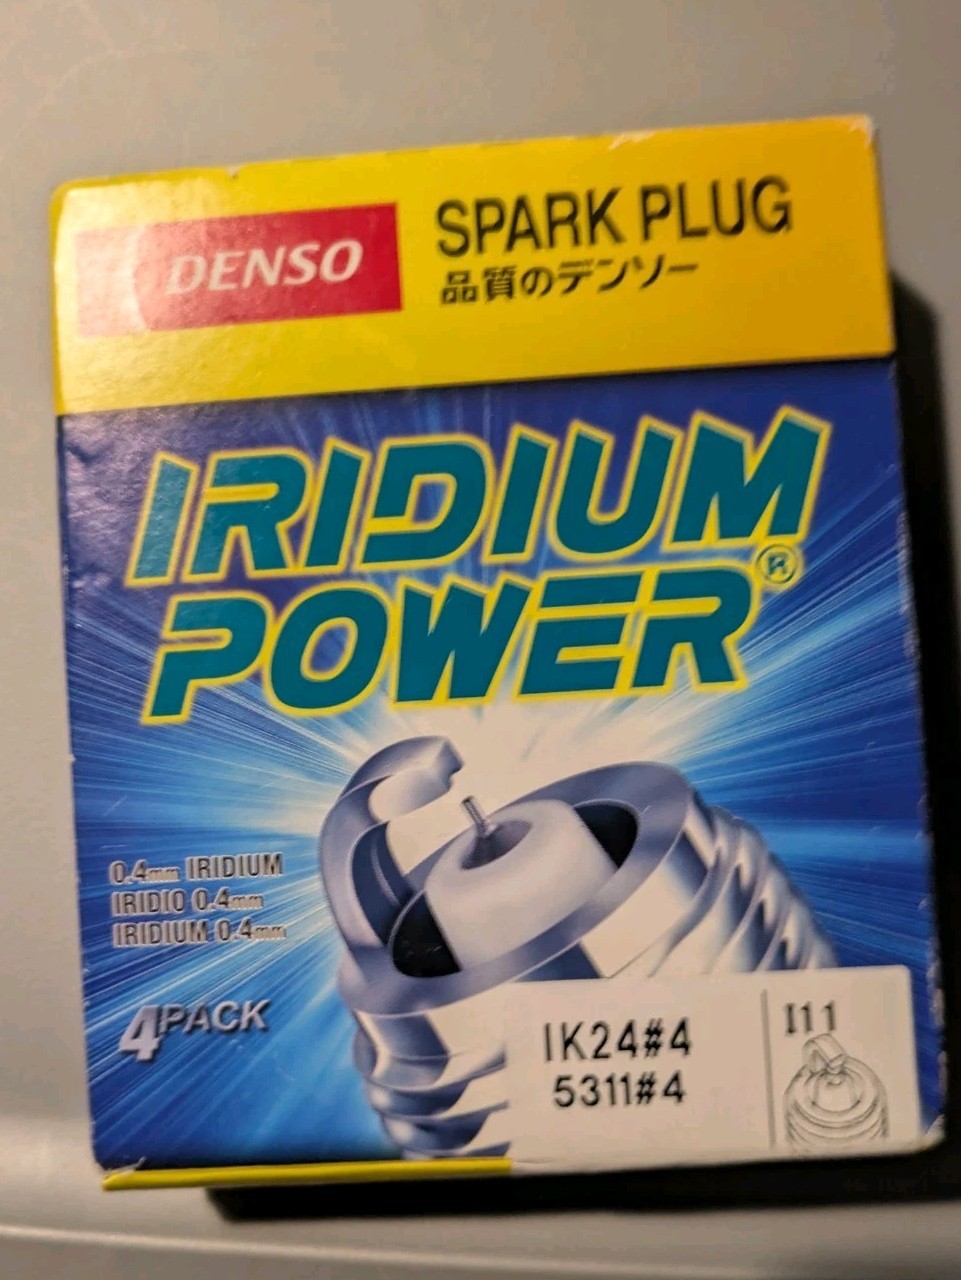 DENSO
SPARK PLUG
品質のデンソー
IRIDIUM
POWER®
0.4mm IRIDIUM
IRIDIO 0.4mm
IRIDIUM 0.4mm
4PACK
IK24#4
5311#4
I11